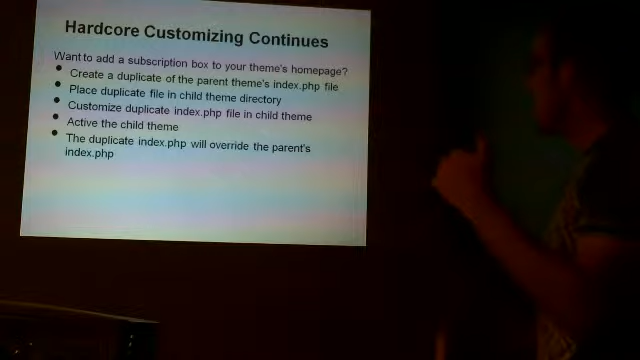 Hardcore Customizing Continues
Want to add a subscription box to your theme's homepage?
• Create a duplicate of the parent theme's index.php file
• Place duplicate file in child theme directory
• Customize duplicate index.php file in child theme
• Active the child theme
• The duplicate index.php will override the parent's
index.php